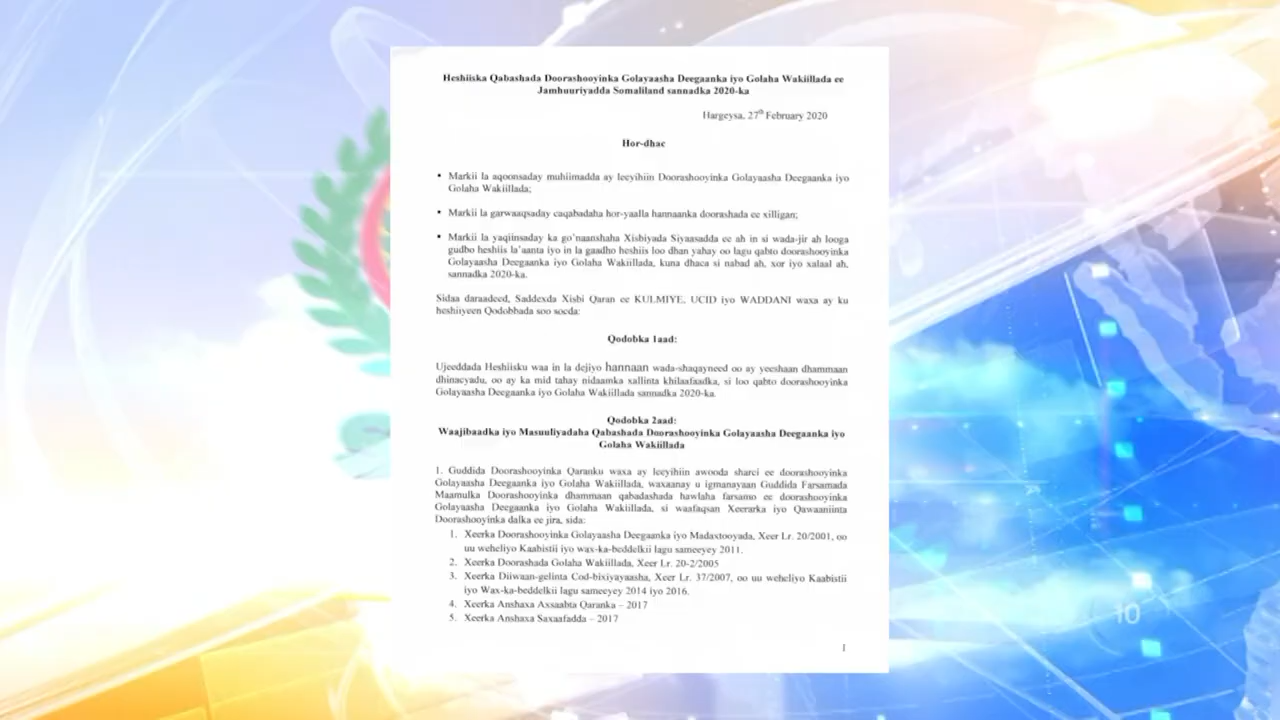 Heshiiska Qabashada Doorashooyinka Golayaasha Deegaanka iyo Golaha Wakiillada ee
Jamhuuriyadda Somaliland sannadka 2020-ka
Hargeysa, 27th February 2020
Hor-dhac
• Markii la aqoonsaday muhiimadda ay leeyihiin Doorashooyinka Golayaasha Deegaanka iyo
Golaha Wakiillada;
• Markii la garwaaqsaday caqabadaha hor-yaalla hannaanka doorashada ee xilligan;
• Markii la yaqiinsaday ka go'naanshaha Xisbiyada Siyaasadda ee ah in si wada-jir ah looga
gudbo heshiis la'aanta iyo in la gaadho heshiis loo dhan yahay oo lagu qabto doorashooyinka
Golayaasha Deegaanka iyo Golaha Wakiillada, kuna dhaca si nabad ah, xor iyo xalaal ah,
sannadka 2020-ka.
Sidaa daraadeed, Saddexda Xisbi Qaran ee KULMIYE, UCID iyo WADDANI waxa ay ku
heshiiyeen Qodobbada soo socda:
Qodobka 1aad:
Ujeeddada Heshiisku waa in la dejiyo hannaan wada-shaqayneed oo ay yeeshaan dhammaan
dhinacyadu, oo ay ka mid tahay nidaamka xallinta khilaafaadka, si loo qabto doorashooyinka
Golayaasha Deegaanka iyo Golaha Wakiillada sannadka 2020-ka.
Qodobka 2aad:
Waajibaadka iyo Masuuliyadaha Qabashada Doorashooyinka Golayaasha Deegaanka iyo
Golaha Wakiillada
1. Guddida Doorashooyinka Qaranku waxa ay leeyihiin awooda sharci ee doorashooyinka
Golayaasha Deegaanka iyo Golaha Wakiillada, waxaanay u igmanayaan Guddida Farsamada
Maamulka Doorashooyinka dhammaan qabadashada hawlaha farsamo ee doorashooyinka
Golayaasha Deegaanka iyo Golaha Wakiillada, si waafaqsan Xeerarka iyo Qawaaniinta
Doorashooyinka dalka ee jira, sida:
1. Xeerka Doorashooyinka Golayaasha Deegaanka iyo Madaxtooyada, Xeer Lr. 20/2001, oo
uu weheliyo Kaabistii iyo wax-ka-beddelkii lagu sameeyey 2011.
2. Xeerka Doorashada Golaha Wakiillada, Xeer Lr. 20-2/2005
3. Xeerka Diiwaan-gelinta Cod-bixiyayaasha, Xeer Lr. 37/2007, oo uu weheliyo Kaabistii
iyo Wax-ka-beddelkii lagu sameeyey 2014 iyo 2016.
4. Xeerka Anshaxa Axsaabta Qaranka – 2017
5. Xeerka Anshaxa Saxaafadda – 2017
1
10